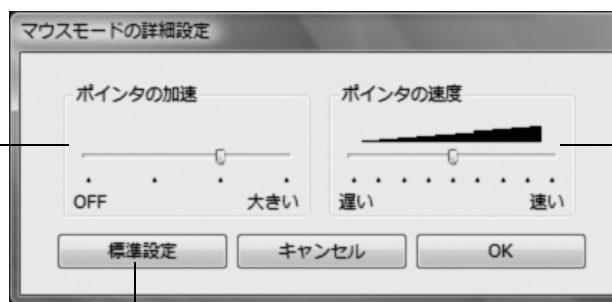 マウスモードの詳細設定
ポインタの加速
OFF
大きい
ポインタの速度
遅い
速い
標準設定
キャンセル
OK